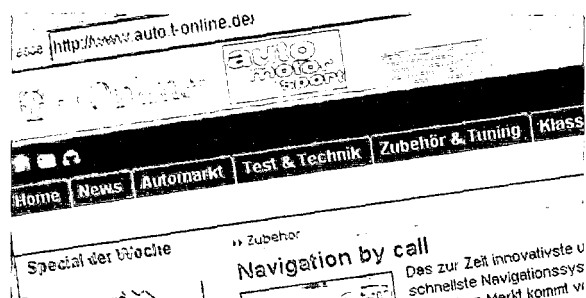 http://www.auto.t-online.de/
auto
motor
sport
Home News Automarkt Test & Technik Zubehör & Tuning Klass
Special der Woche
›› Zubehör
Navigation by call
Das zur Zeit innovativste u
schnellste Navigationssys
Markt kommt v